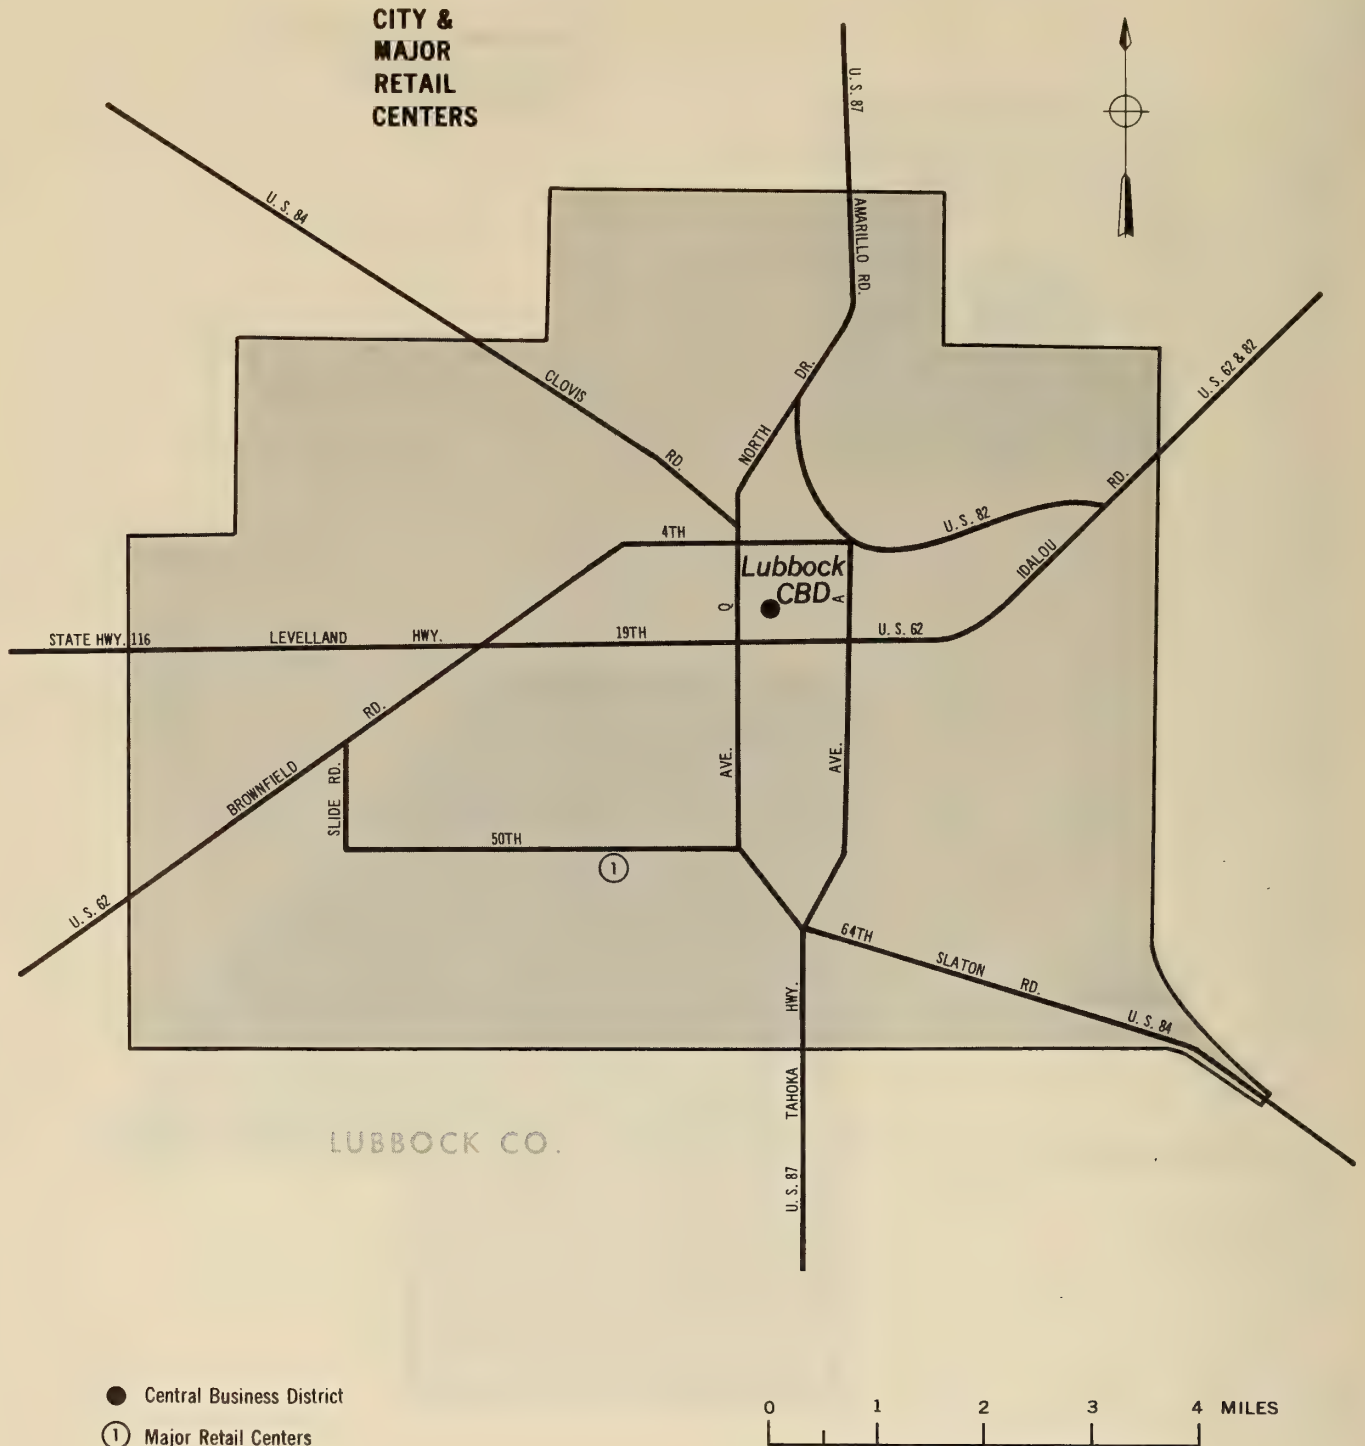 CITY &
MAJOR
RETAIL
CENTERS
U. S. 87
U. S. 84
AMARILLO RD.
CLOVIS RD.
NORTH DR.
U. S. 62 & 82
IDALOU RD.
U. S. 82
4TH
Lubbock
CBD
Q
A
STATE HWY. 116
LEVELLAND HWY.
19TH
U. S. 62
BROWNFIELD RD.
SLIDE RD.
AVE.
AVE.
50TH
1
U. S. 62
64TH
SLATON RD.
U. S. 84
TAHOKA HWY.
U. S. 87
LUBBOCK CO.
Central Business District
1 Major Retail Centers
0 1 2 3 4 MILES